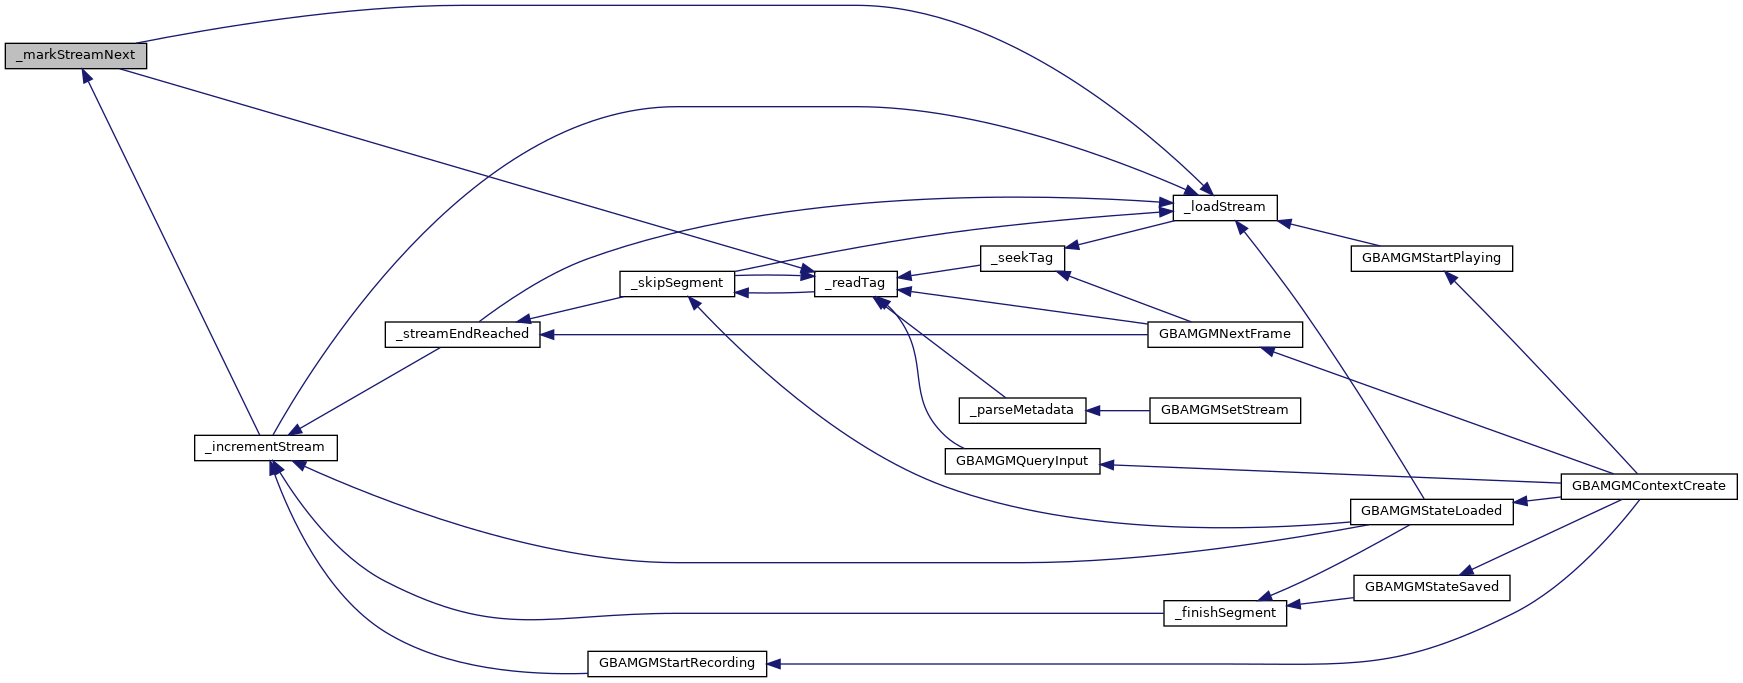 _markStreamNext
_loadStream
_seekTag
GBAMGMStartPlaying
_skipSegment
_readTag
_streamEndReached
GBAMGMNextFrame
_parseMetadata
GBAMGMSetStream
_incrementStream
GBAMGMQueryInput
GBAMGMContextCreate
GBAMGMStateLoaded
GBAMGMStateSaved
_finishSegment
GBAMGMStartRecording